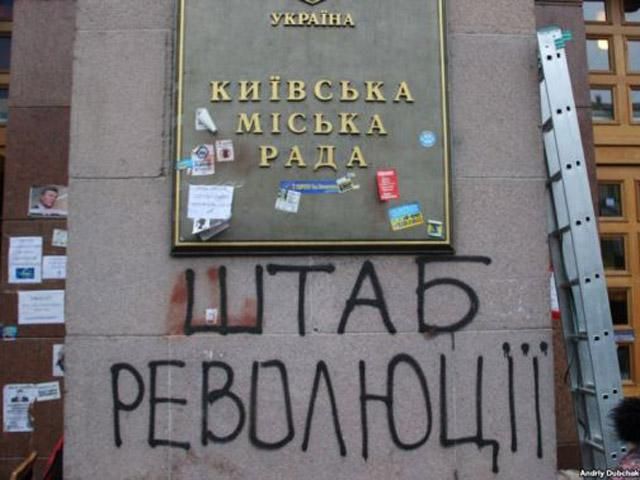 УКРАЇНА
КИЇВСЬКА
МІСЬКА
РАДА
ШТАБ
РЕВОЛЮЦІЇ
Andriy Dubchak